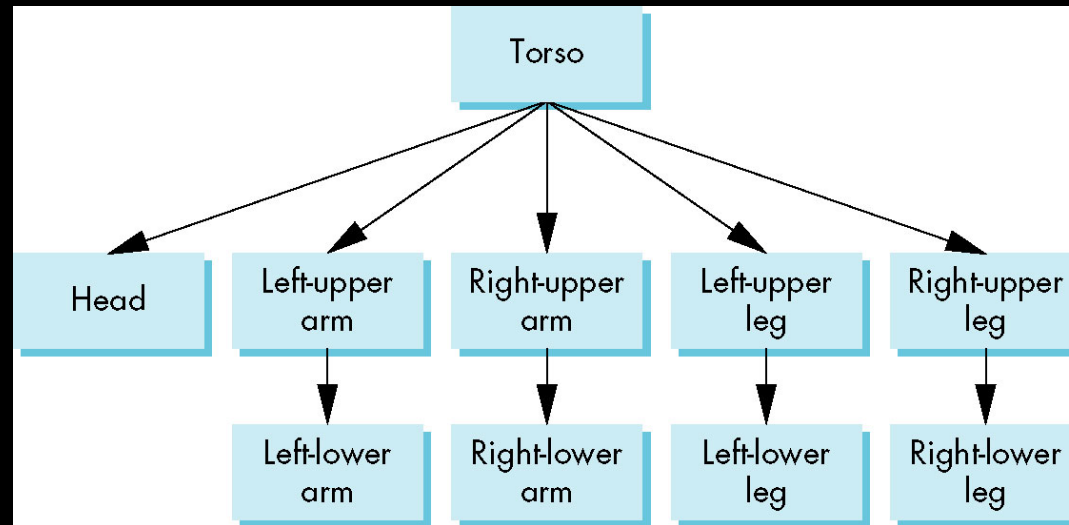 Torso
Head
Left-upper
arm
Right-upper
arm
Left-upper
leg
Right-upper
leg
Left-lower
arm
Right-lower
arm
Left-lower
leg
Right-lower
leg